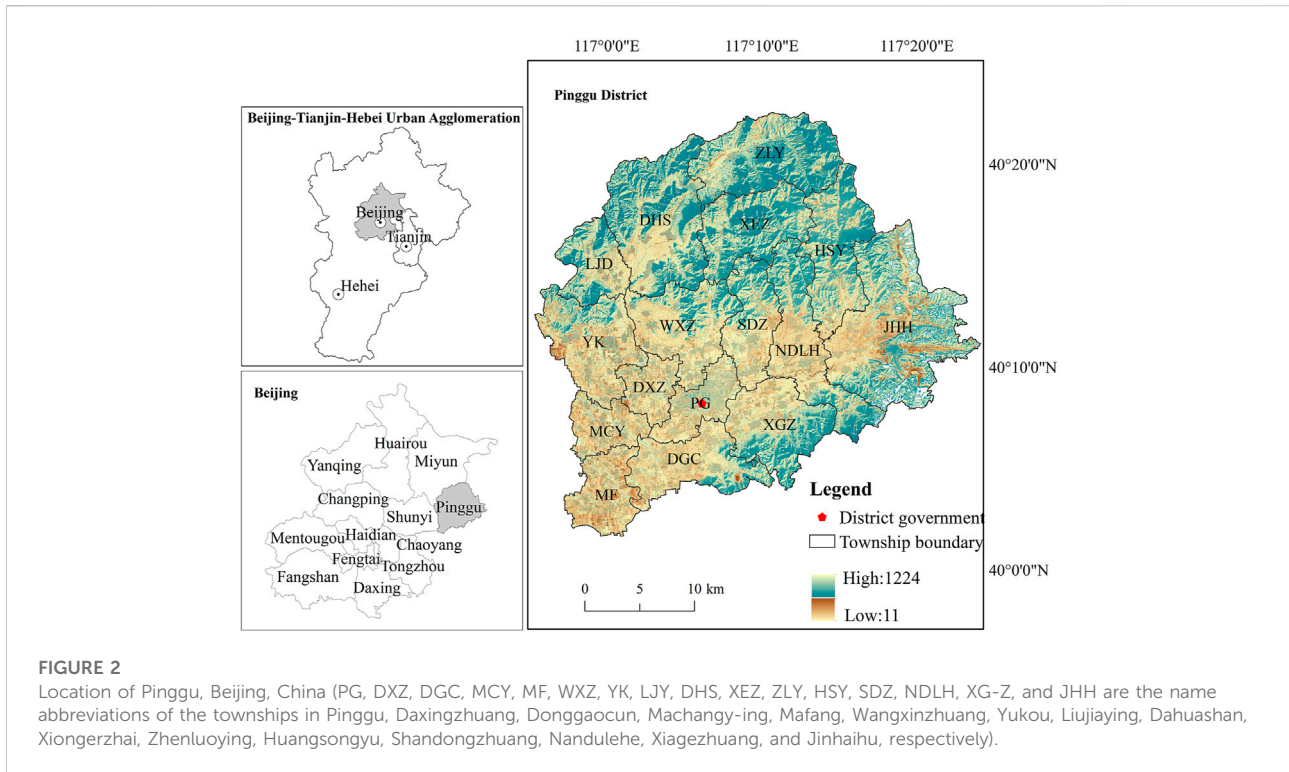 117°0'0"E 117°10'0"E 117°20'0"E
Beijing-Tianjin-Hebei Urban Agglomeration
Beijing
Tianjin
Hehei
Beijing
Huairou
Yanqing
Miyun
Changping
Shunyi
Pinggu
Mentougou
Haidian
Chaoyang
Fengtai
Tongzhou
Fangshan
Daxing
Pinggu District
ZLY
DHS
XEZ
HSY
LJD
WXZ
SDZ
JHH
YK
NDLH
DXZ
PG
MCY
XGZ
DGC
MF
40°20'0"N
40°10'0"N
40°0'0"N
Legend
District government
Township boundary
High:1224
Low:11
0 5 10 km
FIGURE 2
Location of Pinggu, Beijing, China (PG, DXZ, DGC, MCY, MF, WXZ, YK, LJY, DHS, XEZ, ZLY, HSY, SDZ, NDLH, XG-Z, and JHH are the name
abbreviations of the townships in Pinggu, Daxingzhuang, Donggaocun, Machangy-ing, Mafang, Wangxinzhuang, Yukou, Liujiaying, Dahuashan,
Xiongerzhai, Zhenluoying, Huangsongyu, Shandongzhuang, Nandulehe, Xiagezhuang, and Jinhaihu, respectively).